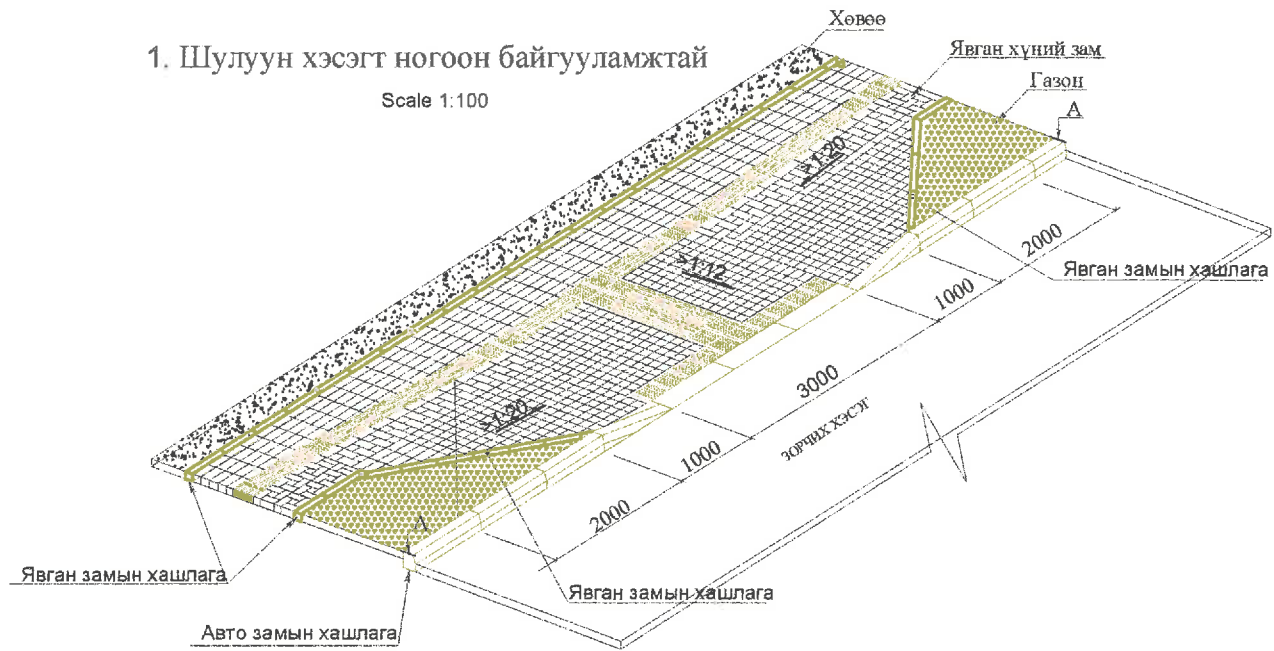 Хөвөө
1. Шулуун хэсэгт ногоон байгууламжтай
Явган хүний зам
Scale 1:100
Газон
А
>1:20
2000
>1:12
Явган замын хашлага
1000
3000
>1:20
ЗОРЧИХ ХЭСЭГ
1000
2000
А
Явган замын хашлага
Явган замын хашлага
Авто замын хашлага